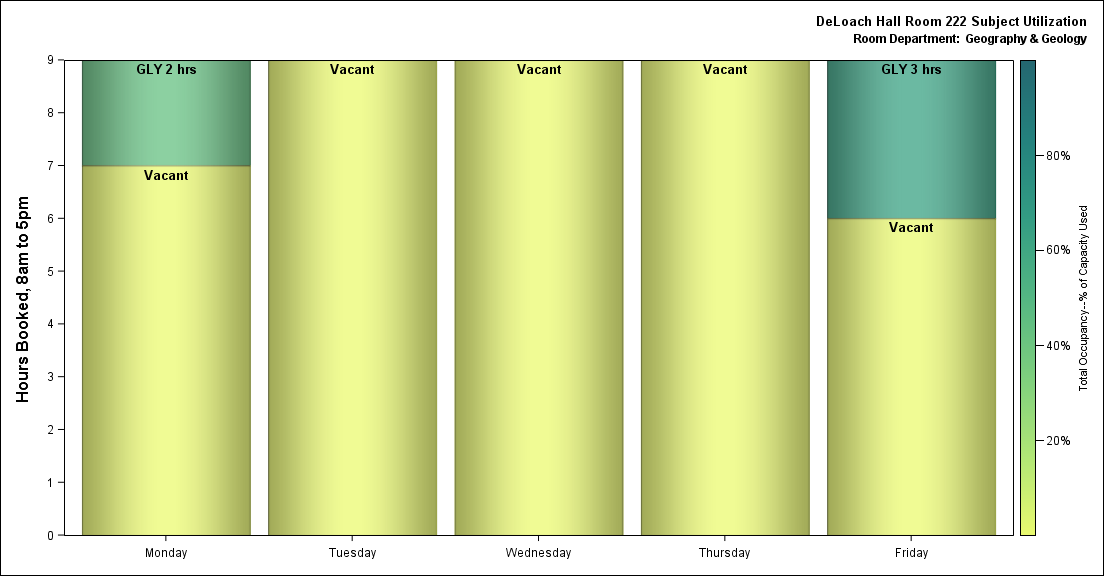 DeLoach Hall Room 222 Subject Utilization
Room Department:  Geography & Geology
Hours Booked, 8am to 5pm
9
8
7
6
5
4
3
2
1
0
GLY 2 hrs
Vacant
Vacant
Vacant
Vacant
GLY 3 hrs
Vacant
Monday
Tuesday
Wednesday
Thursday
Friday
80%
60%
40%
20%
Total Occupancy--% of Capacity Used